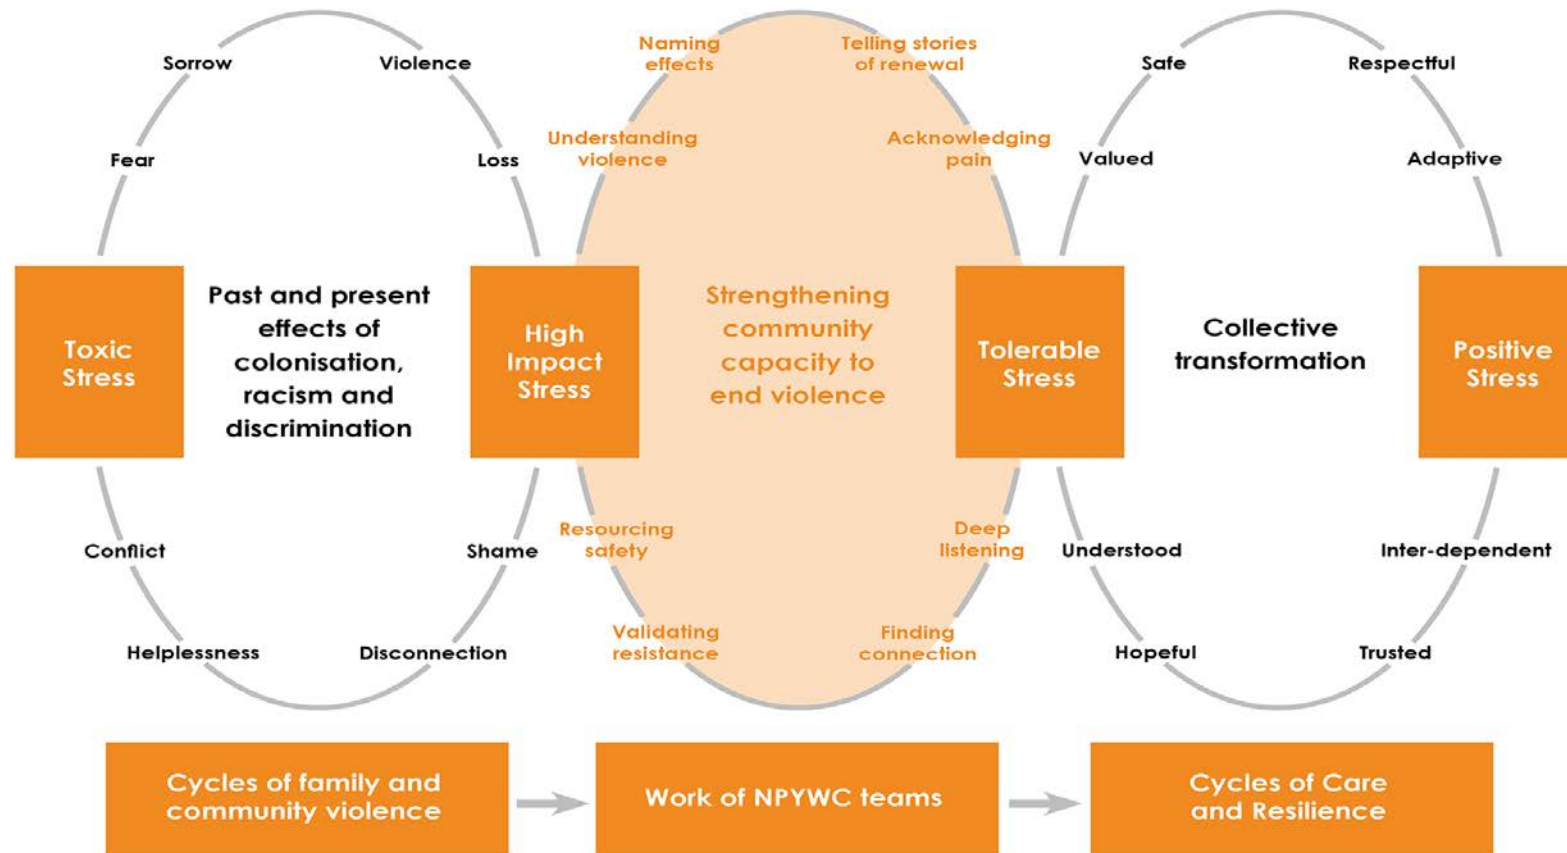 Sorrow
Violence
Fear
Loss
Toxic
Stress
Past and present
effects of
colonisation,
racism and
discrimination
High
Impact
Stress
Conflict
Shame
Helplessness
Disconnection
Naming
effects
Telling stories
of renewal
Understanding
violence
Acknowledging
pain
Strengthening
community
capacity to
end violence
Resourcing
safety
Deep
listening
Validating
resistance
Finding
connection
Safe
Respectful
Valued
Adaptive
Tolerable
Stress
Collective
transformation
Positive
Stress
Understood
Inter-dependent
Hopeful
Trusted
Cycles of family and
community violence
Work of NPYWC teams
Cycles of Care
and Resilience